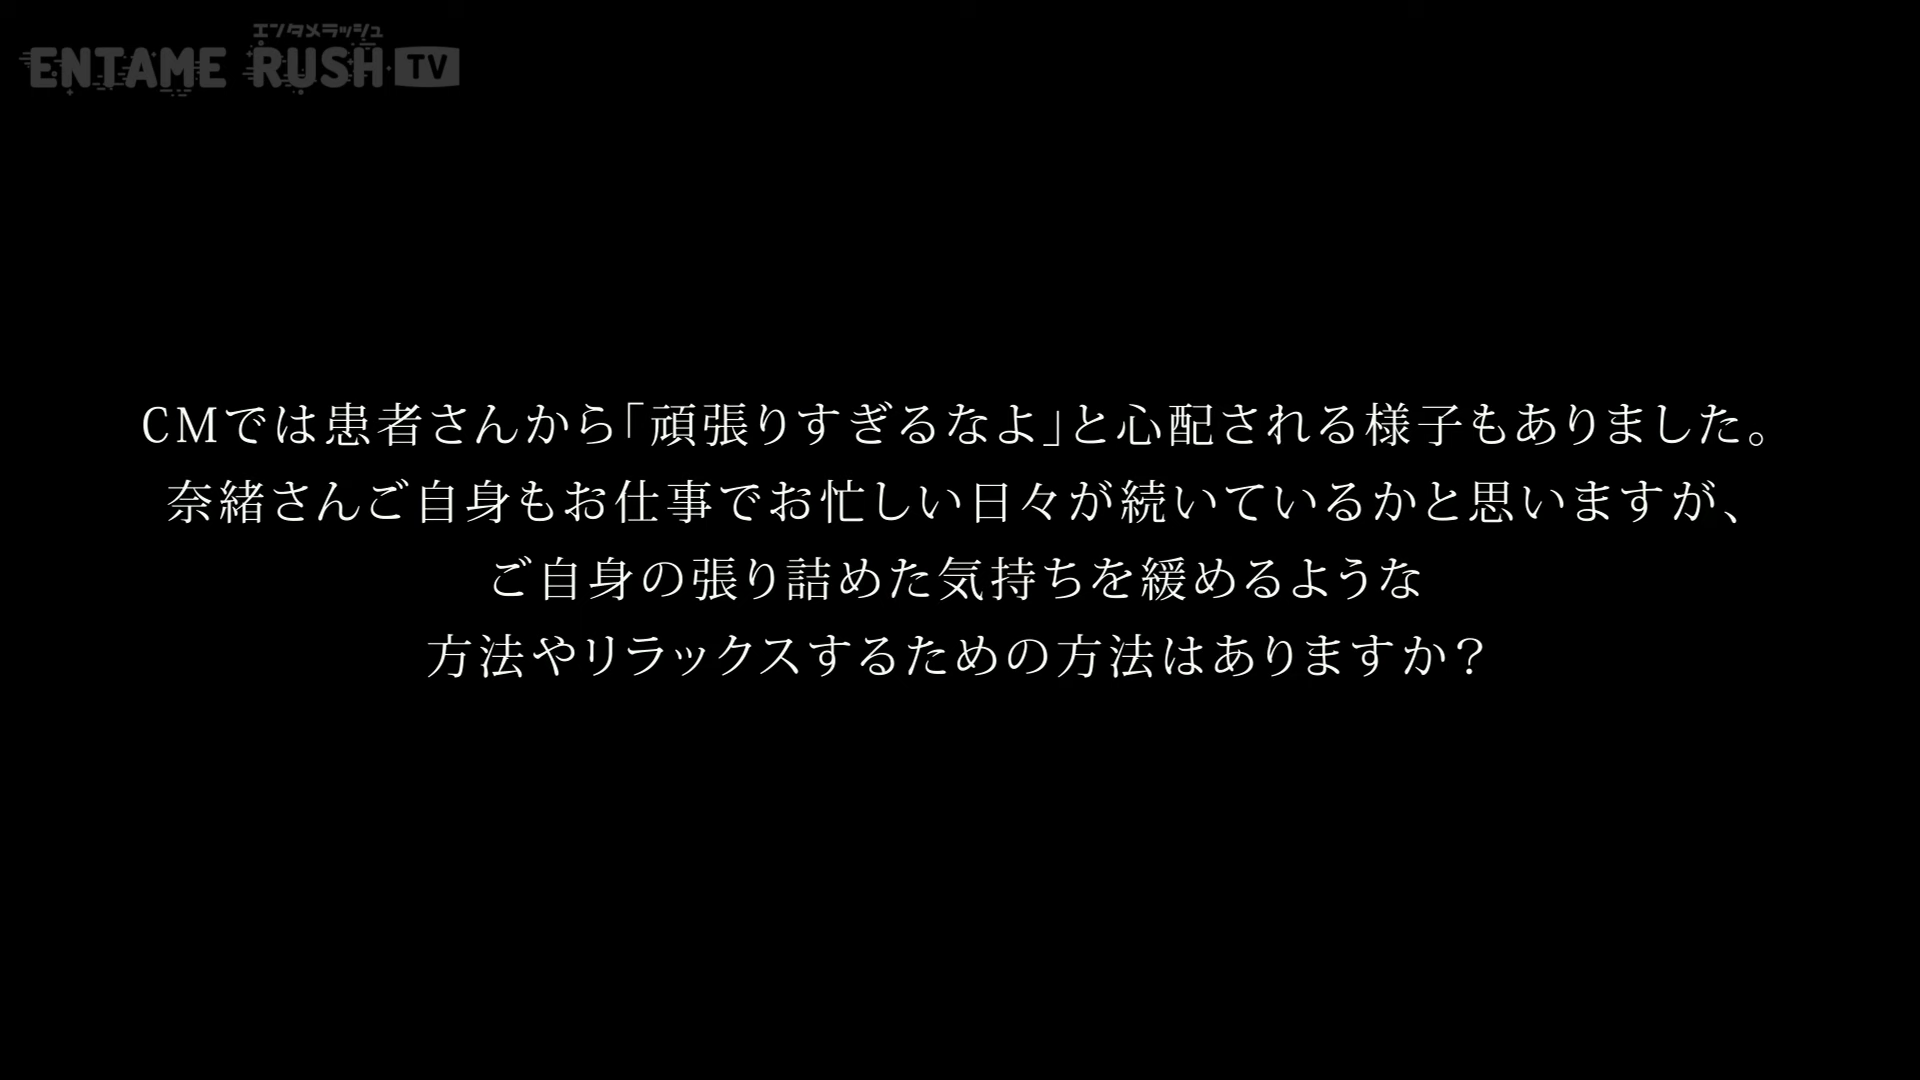 エンタメラッシュ
ENTAME RUSH TV
CMでは患者さんから「頑張りすぎるなよ」と心配される様子もありました。
奈緒さんご自身もお仕事でお忙しい日々が続いているかと思いますが、
ご自身の張り詰めた気持ちを緩めるような
方法やリラックスするための方法はありますか？